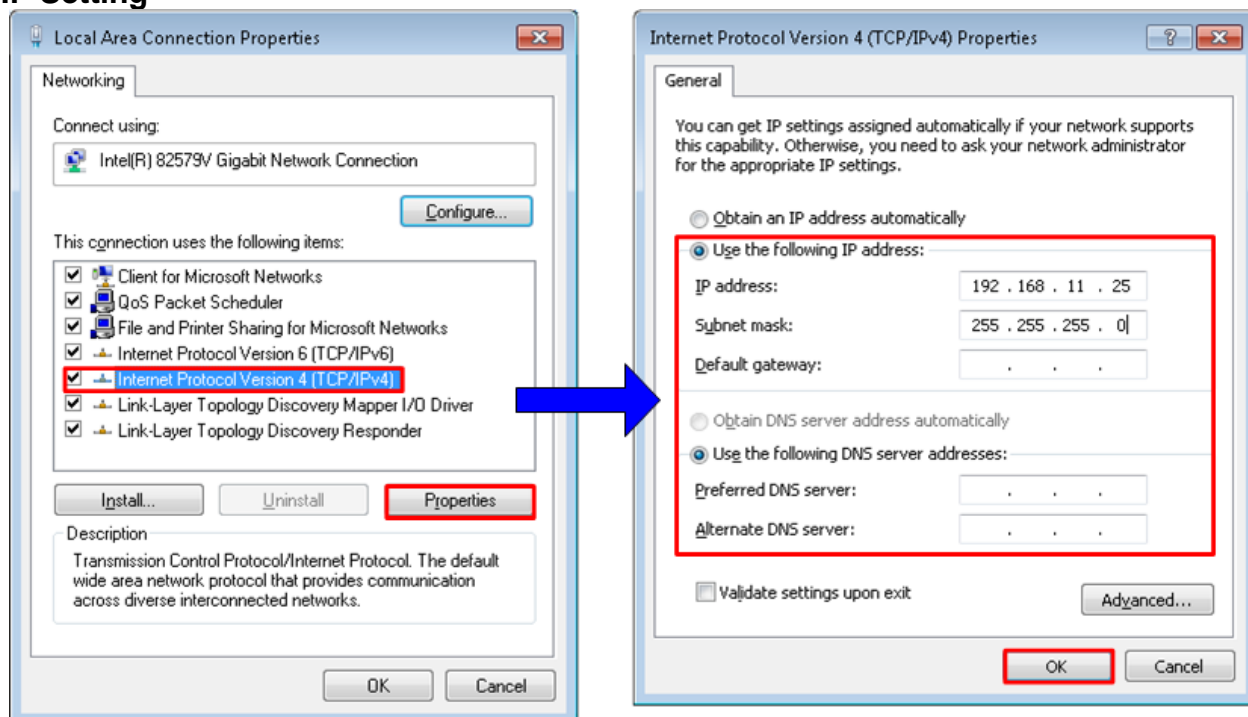 Setting
Local Area Connection Properties
Networking
Connect using:
Intel(R) 82579V Gigabit Network Connection
Configure...
This connection uses the following items:
Client for Microsoft Networks
QoS Packet Scheduler
File and Printer Sharing for Microsoft Networks
Internet Protocol Version 6 (TCP/IPv6)
Internet Protocol Version 4 (TCP/IPv4)
Link-Layer Topology Discovery Mapper I/O Driver
Link-Layer Topology Discovery Responder
Install... Uninstall Properties
Description
Transmission Control Protocol/Internet Protocol. The default
wide area network protocol that provides communication
across diverse interconnected networks.
OK Cancel
Internet Protocol Version 4 (TCP/IPv4) Properties
General
You can get IP settings assigned automatically if your network supports
this capability. Otherwise, you need to ask your network administrator
for the appropriate IP settings.
Obtain an IP address automatically
Use the following IP address:
IP address: 192 . 168 . 11 . 25
Subnet mask: 255 . 255 . 255 . 0
Default gateway: . . .
Obtain DNS server address automatically
Use the following DNS server addresses:
Preferred DNS server: . . .
Alternate DNS server: . . .
Validate settings upon exit
Advanced...
OK Cancel